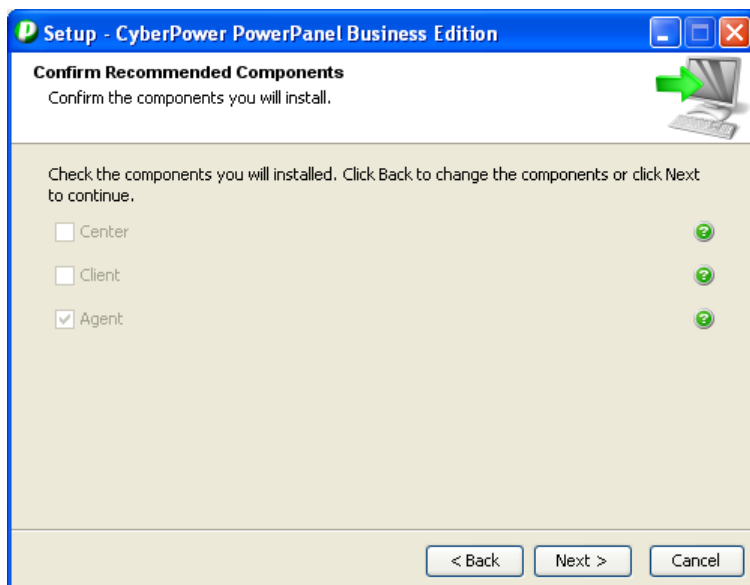 Setup - CyberPower PowerPanel Business Edition
Confirm Recommended Components
Confirm the components you will install.
Check the components you will installed. Click Back to change the components or click Next
to continue.
Center
Client
Agent
< Back
Next >
Cancel